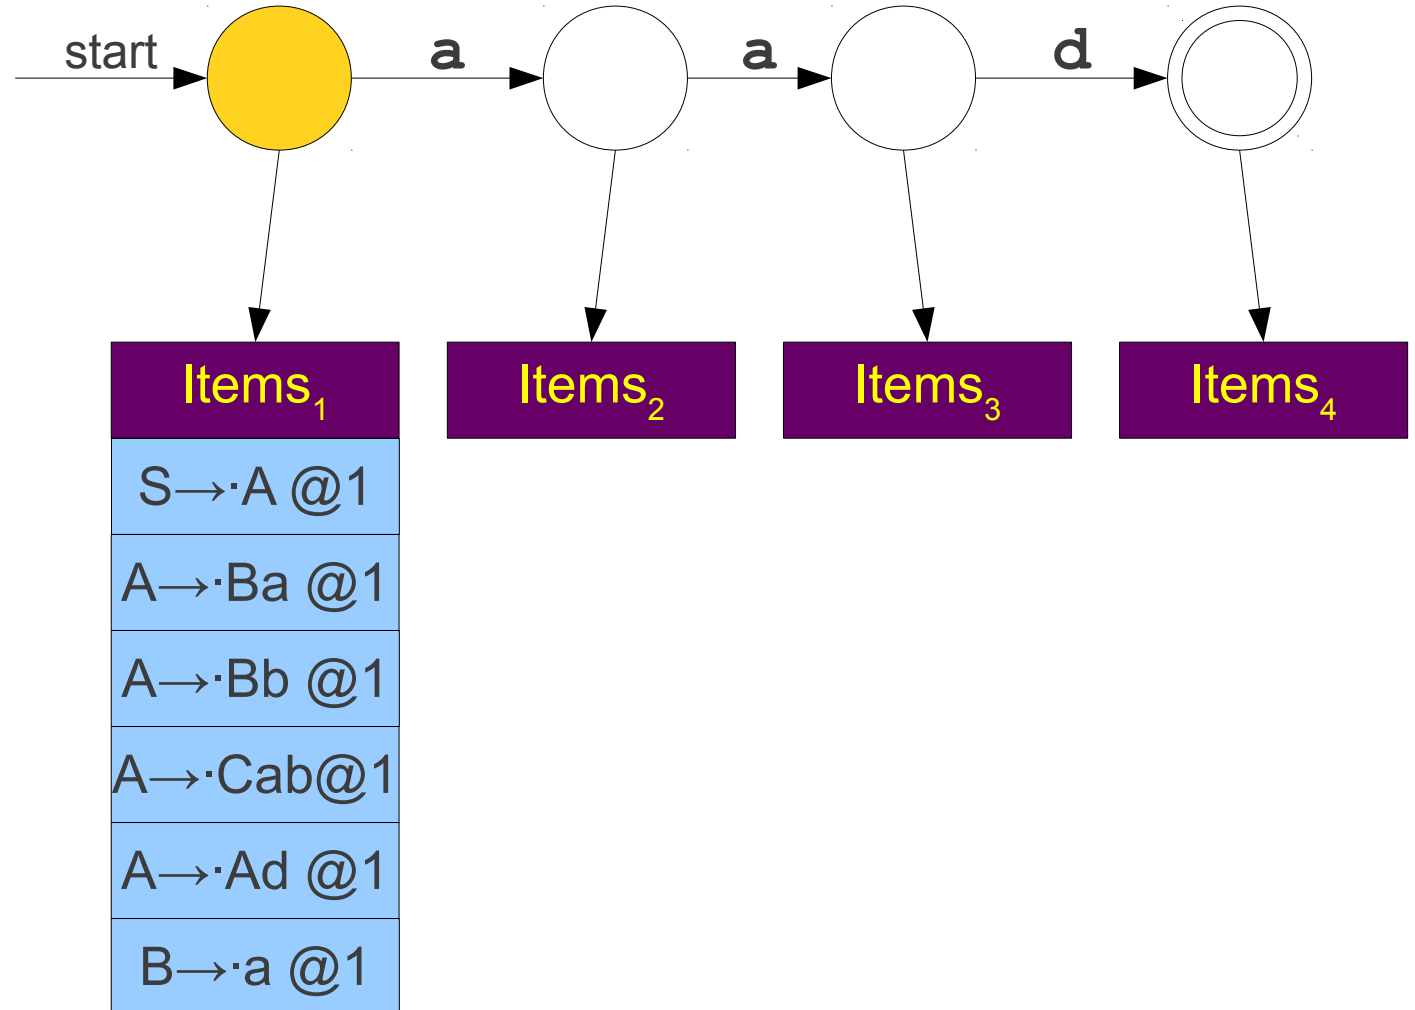 start
a
a
d
Items₁
Items₂
Items₃
Items₄
S→·A @1
A→·Ba @1
A→·Bb @1
A→·Cab@1
A→·Ad @1
B→·a @1